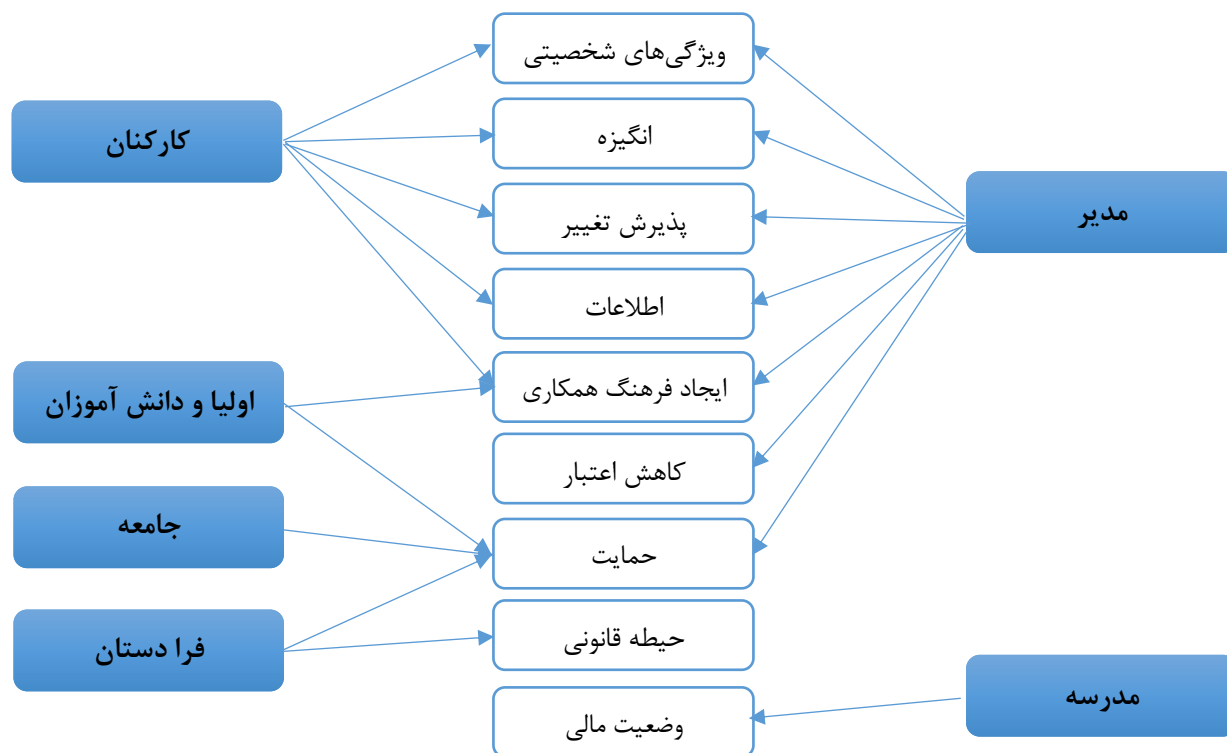 ویژگی‌های شخصیتی
کارکنان
انگیزه
مدیر
پذیرش تغییر
اطلاعات
ایجاد فرهنگ همکاری
اولیا و دانش آموزان
کاهش اعتبار
جامعه
حمایت
حیطه قانونی
فرا دستان
مدرسه
وضعیت مالی